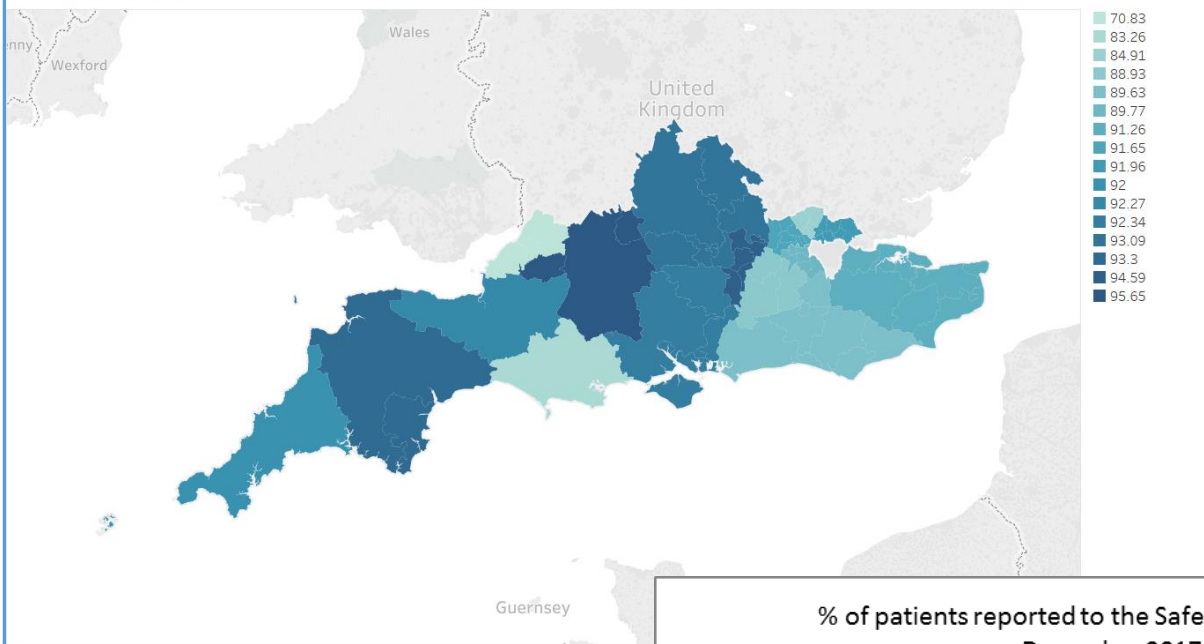 Wales
Wexford
United
Kingdom
Guernsey
70.83
83.26
84.91
88.93
89.63
89.77
91.26
91.65
91.96
92
92.27
92.34
93.09
93.3
94.59
95.65
% of patients reported to the Safe